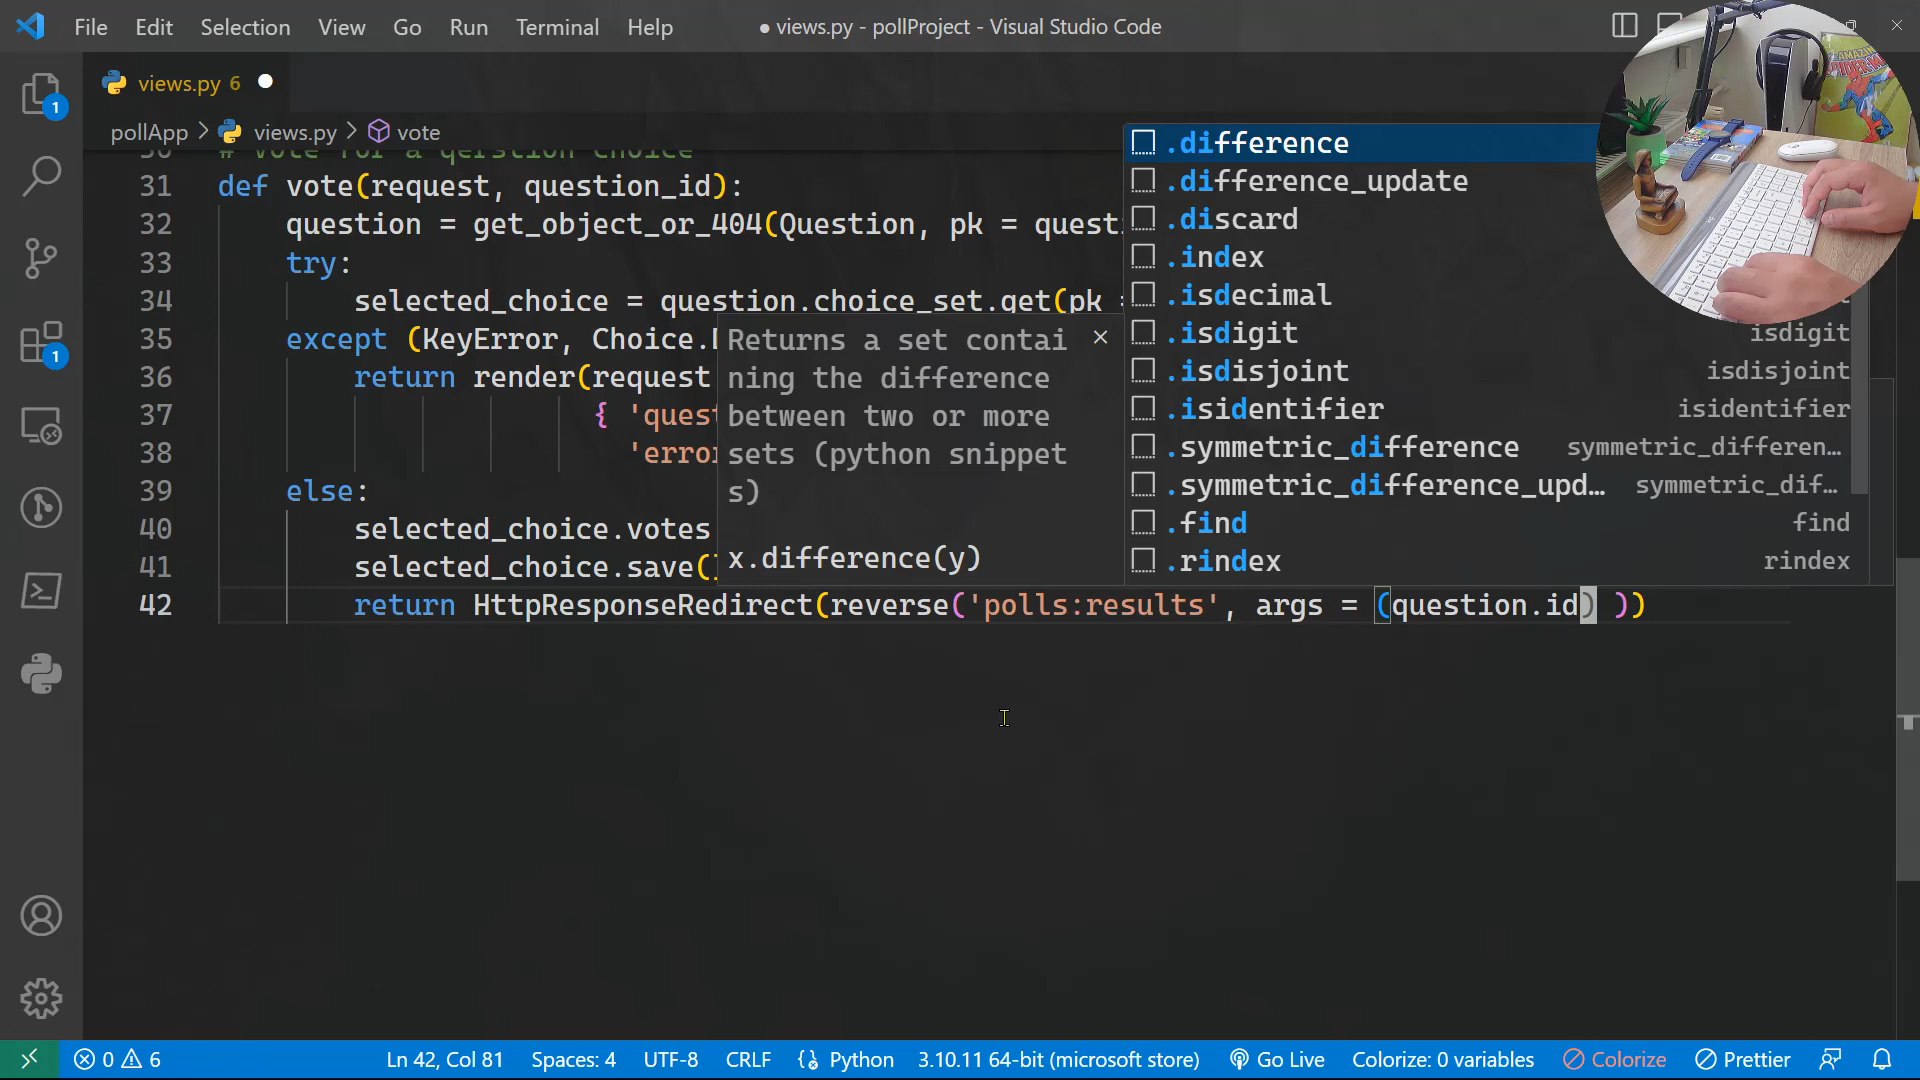 File Edit Selection View Go Run Terminal Help
● views.py - pollProject - Visual Studio Code
views.py 6
pollApp > views.py > vote
31 def vote(request, question_id):
32 question = get_object_or_404(Question, pk =
33 try:
34 selected_choice = question.choice_set.get(pk
35 except (KeyError,
36 return render(request
37 {
38
39 else:
40 selected_choice.votes
41 selected_choice.save(
42 return HttpResponseRedirect(reverse('polls:results', args = (question.id) ))
Returns a set contai
ning the difference
between two or more
sets (python snippet
s)
x.difference(y)
.difference
.difference_update
.discard
.index
.isdecimal
.isdigit isdigit
.isdisjoint isdisjoint
.isidentifier isidentifier
.symmetric_difference symmetric_differen…
.symmetric_difference_upd… symmetric_dif…
.find find
.rindex rindex
1
1
AMAZING
SPIDER-MAN
0 6 Ln 42, Col 81 Spaces: 4 UTF-8 CRLF {} Python 3.10.11 64-bit (microsoft store) Go Live Colorize: 0 variables Colorize Prettier